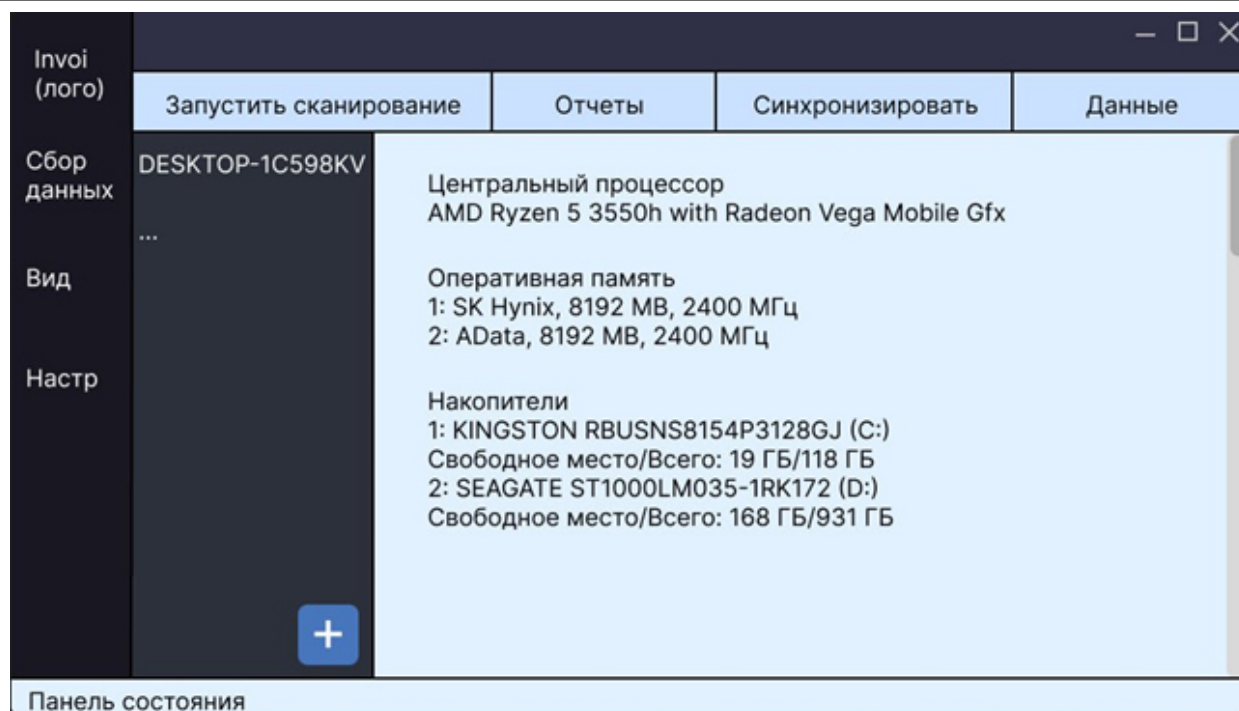 Invoi
(лого)
Запустить сканирование
Отчеты
Синхронизировать
Данные
Сбор
данных
Вид
Настр
DESKTOP-1C598KV
...
Центральный процессор
AMD Ryzen 5 3550h with Radeon Vega Mobile Gfx
Оперативная память
1: SK Hynix, 8192 MB, 2400 МГц
2: AData, 8192 MB, 2400 МГц
Накопители
1: KINGSTON RBUSNS8154P3128GJ (C:)
Свободное место/Всего: 19 ГБ/118 ГБ
2: SEAGATE ST1000LM035-1RK172 (D:)
Свободное место/Всего: 168 ГБ/931 ГБ
+
Панель состояния